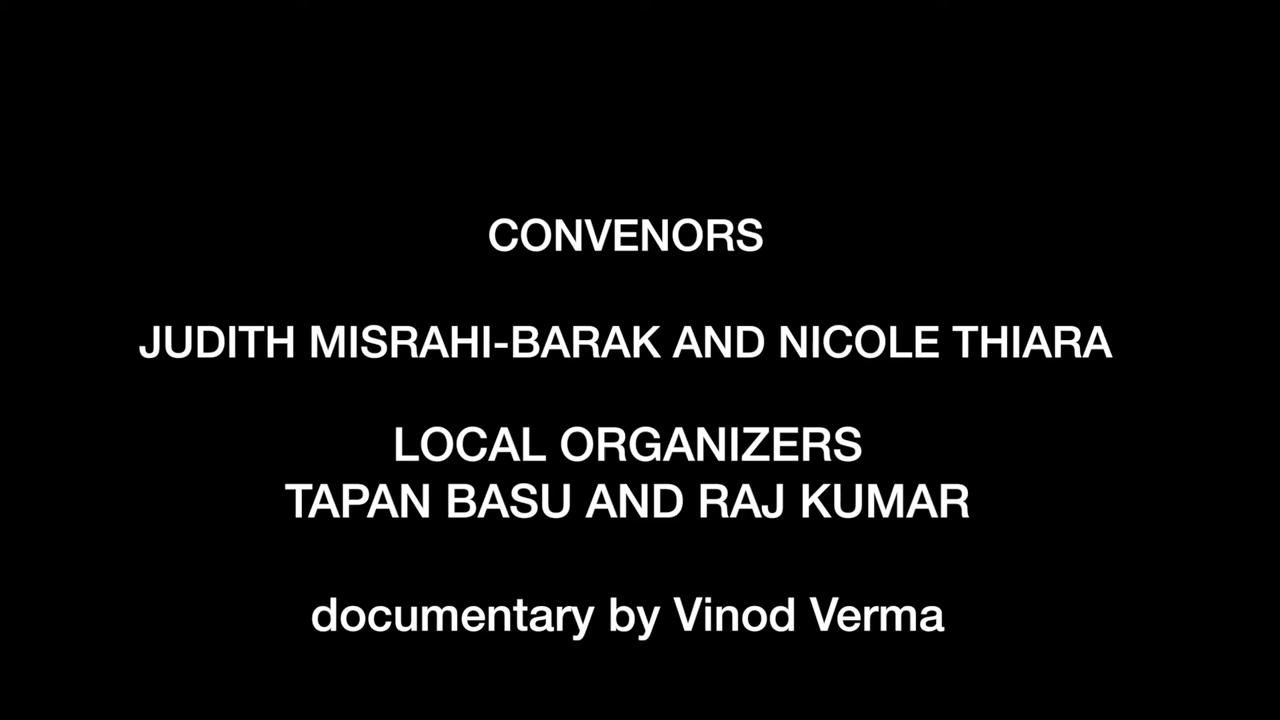 CONVENORS
JUDITH MISRAHI-BARAK AND NICOLE THIARA
LOCAL ORGANIZERS
TAPAN BASU AND RAJ KUMAR
documentary by Vinod Verma